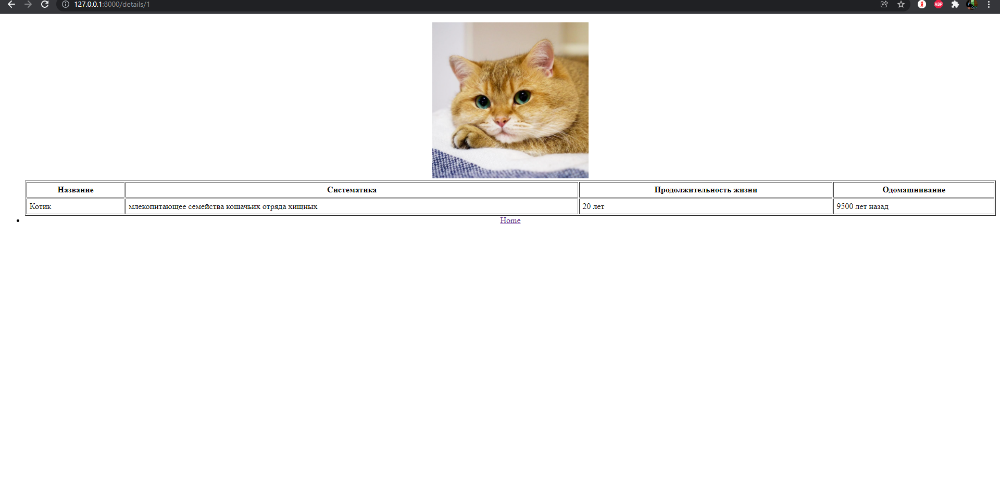 127.0.0.1:8000/details/1
Я
ABP
Название Систематика Продолжительность жизни Одомашнивание
Котик млекопитающее семейства кошачьих отряда хищных 20 лет 9500 лет назад
Home